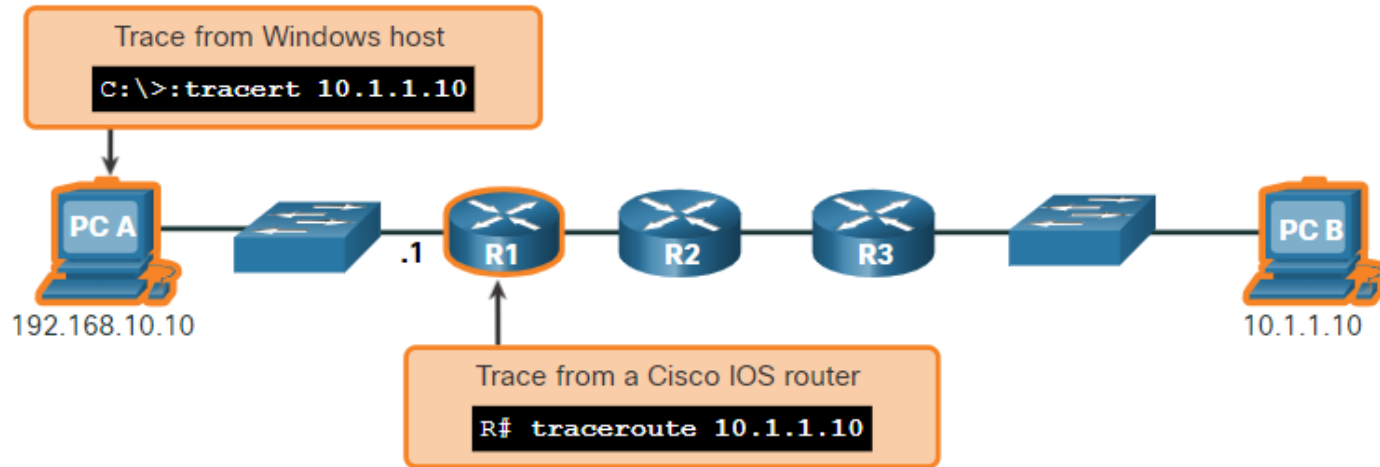 Trace from Windows host
C:\>:tracert 10.1.1.10
PC A
.1
R1
R2
R3
PC B
192.168.10.10
10.1.1.10
Trace from a Cisco IOS router
R# traceroute 10.1.1.10